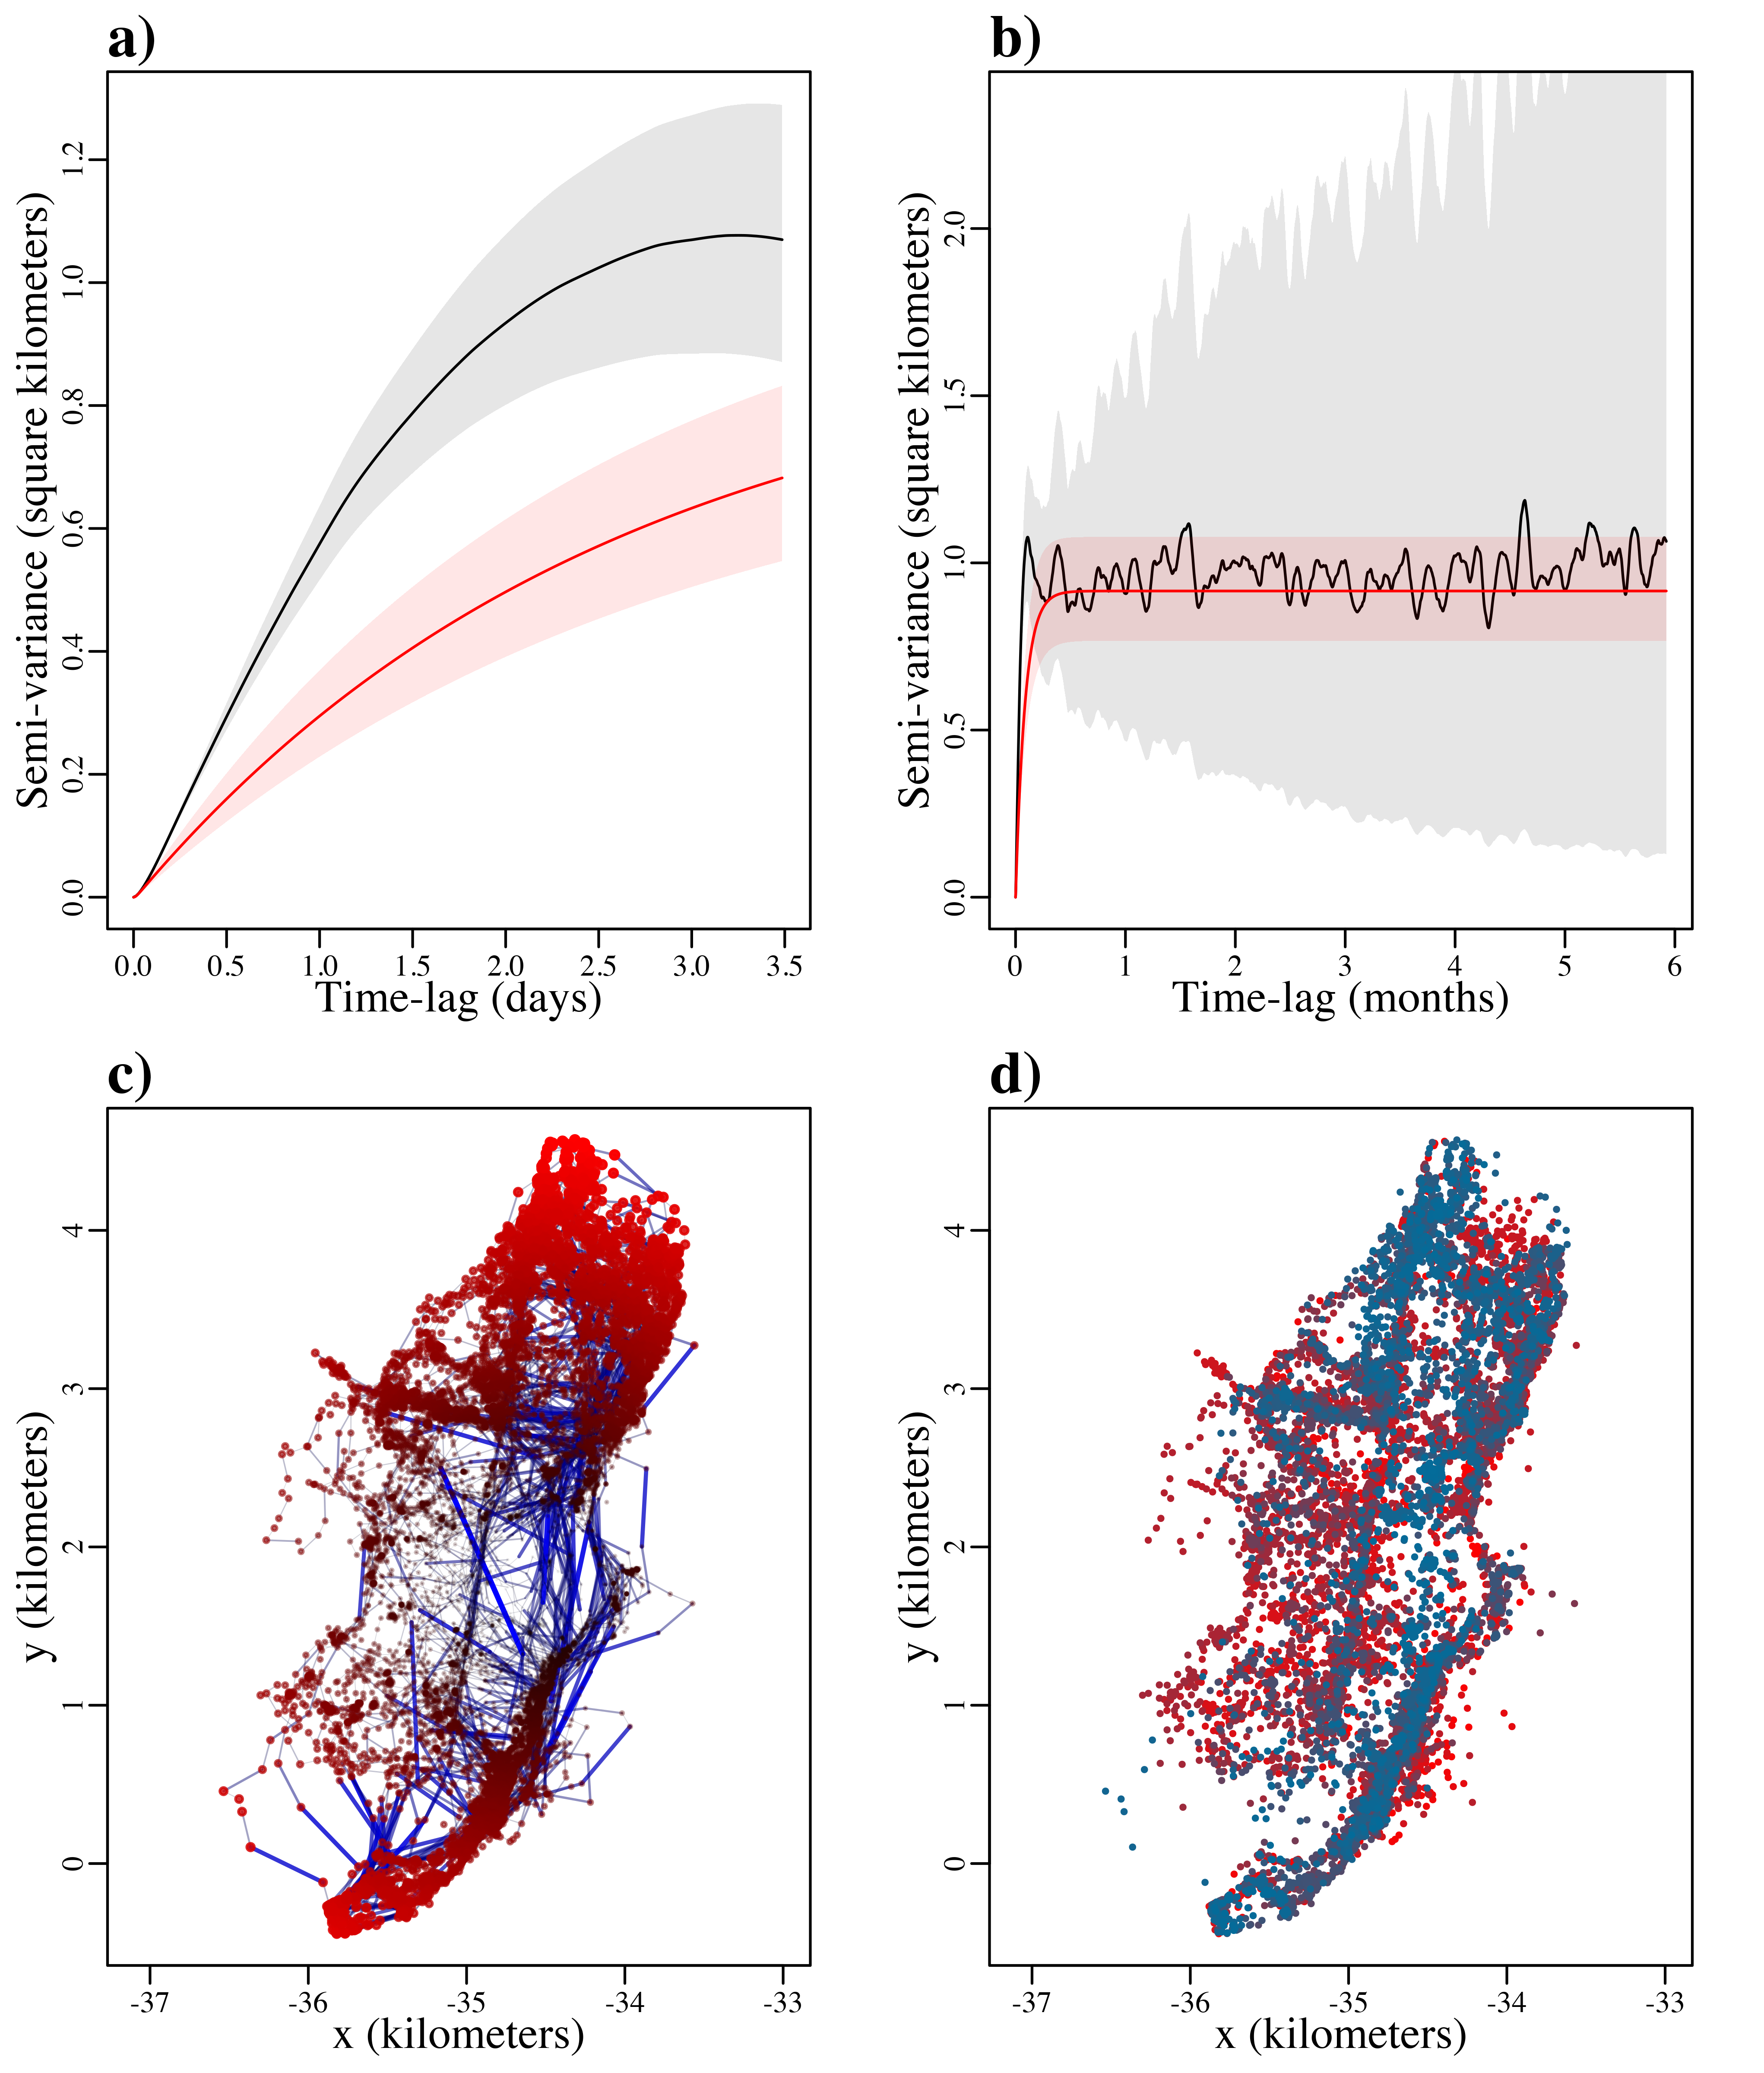 a)
Semi-variance (square kilometers)
1.2
1.0
0.8
0.6
0.4
0.2
0.0
0.0 0.5 1.0 1.5 2.0 2.5 3.0 3.5
Time-lag (days)
b)
Semi-variance (square kilometers)
2.0
1.5
1.0
0.5
0.0
0 1 2 3 4 5 6
Time-lag (months)
c)
y (kilometers)
4
3
2
1
0
-37 -36 -35 -34 -33
x (kilometers)
d)
y (kilometers)
4
3
2
1
0
-37 -36 -35 -34 -33
x (kilometers)